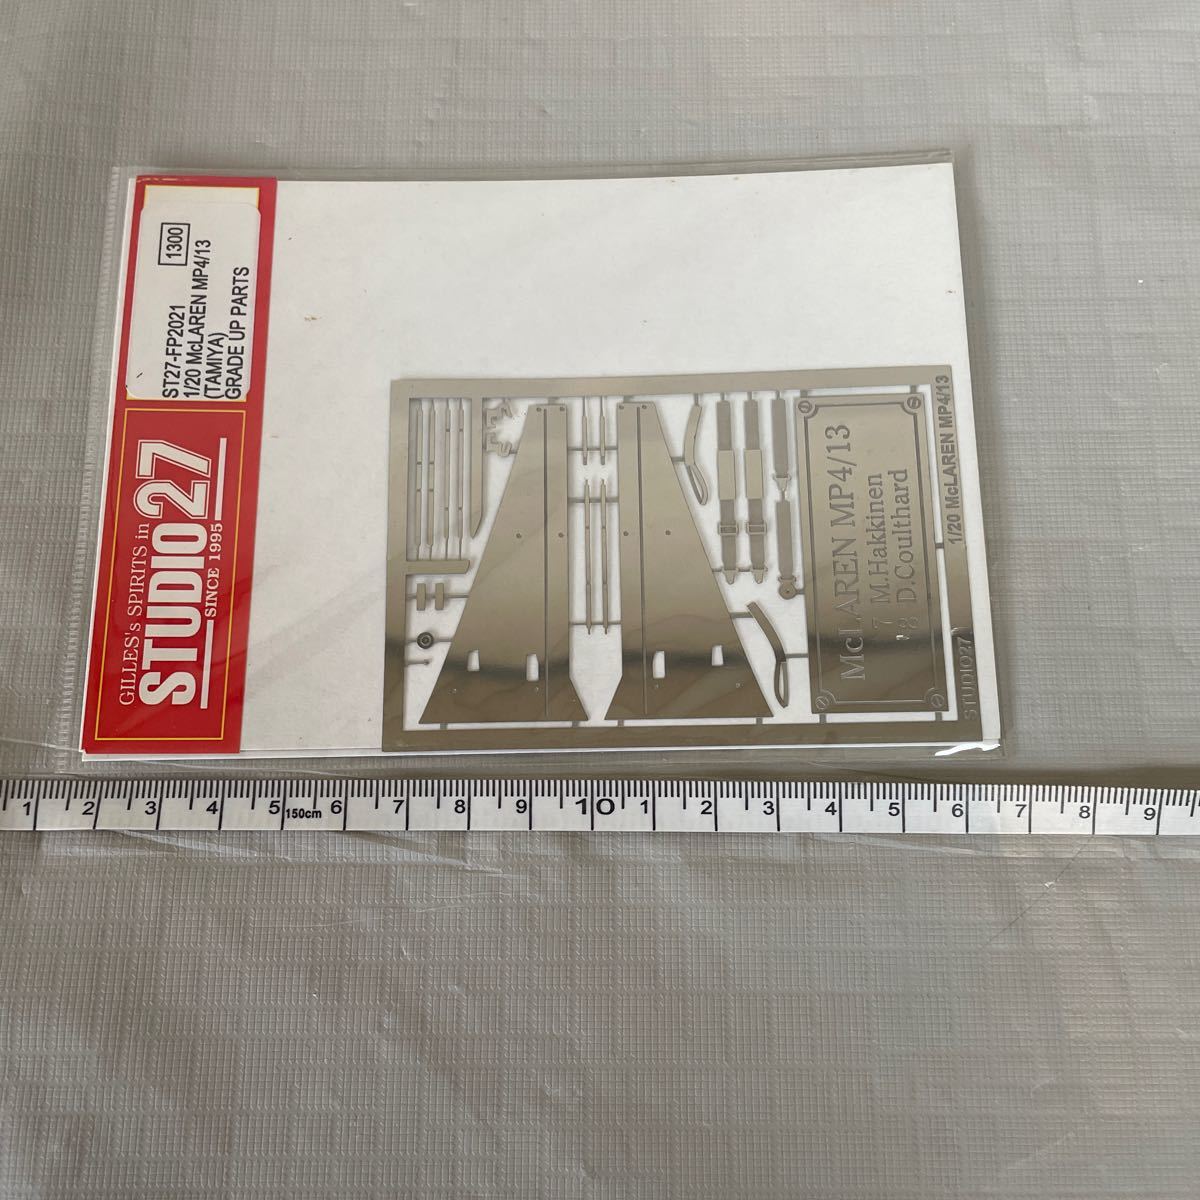 1300
ST27-FP2021
1/20 McLAREN MP4/13
(TAMIYA)
GRADE UP PARTS
GILLES's SPIRITS in
STUDIO27
SINCE 1995
McLAREN MP4/13
7 M.Hakkinen
8 D.Coulthard
1/20 McLAREN MP4/13
STUDIO27
1 2 3 4 5 150cm 6 7 8 9 10 1 2 3 4 5 6 7 8 9